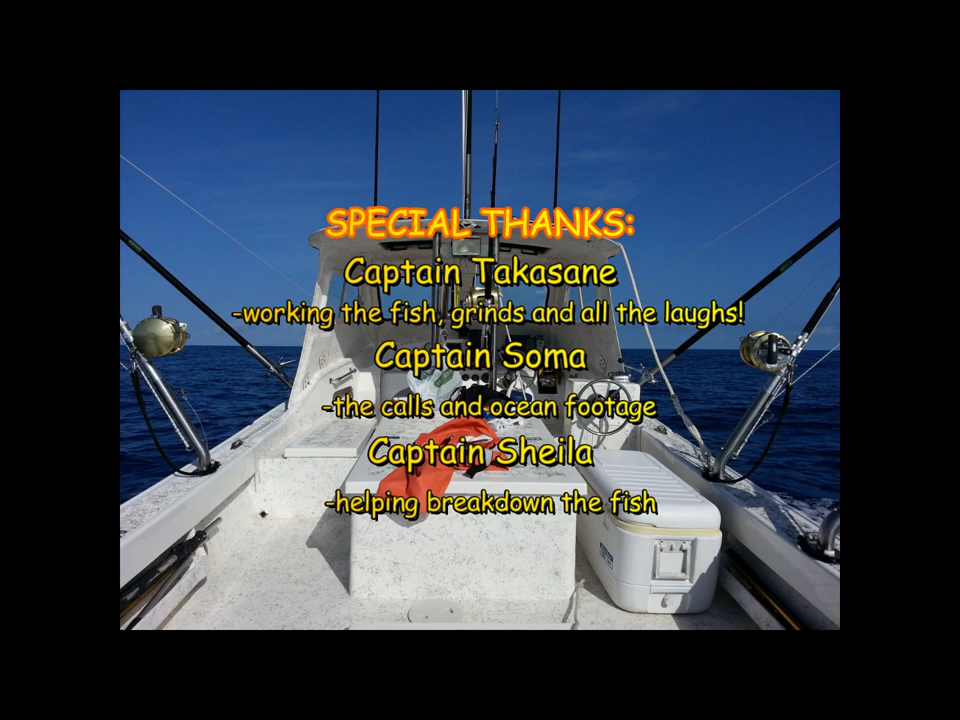 SPECIAL THANKS:
Captain Takasane
-working the fish, grinds and all the laughs!
Captain Soma
-the calls and ocean footage
Captain Sheila
-helping breakdown the fish